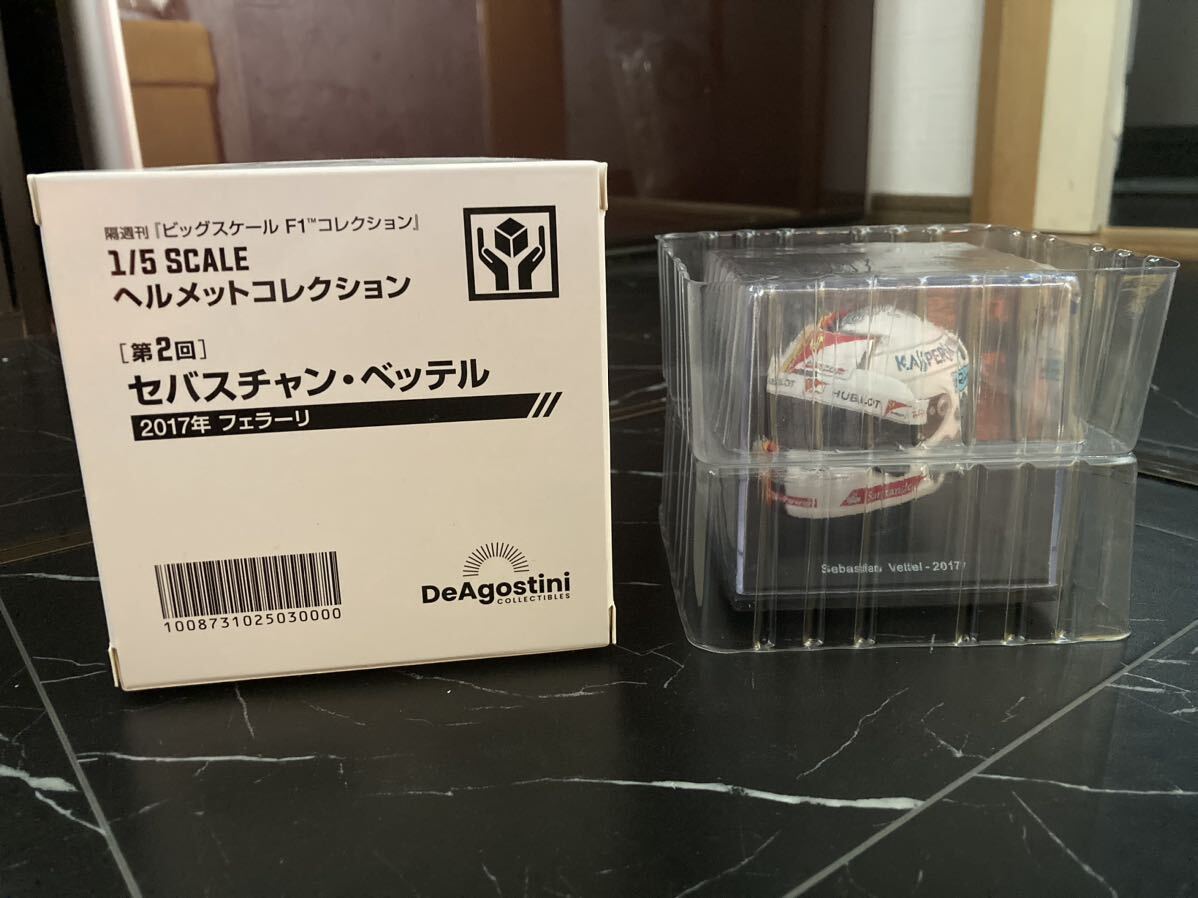 隔週刊『ビッグスケール F1™コレクション』
1/5 SCALE
ヘルメットコレクション
［第2回］
セバスチャン・ベッテル
2017年 フェラーリ
1008731025030000
DeAgostini
COLLECTIBLES
KASPER
HUBLOT
Santander
Sebastian Vettel - 2017